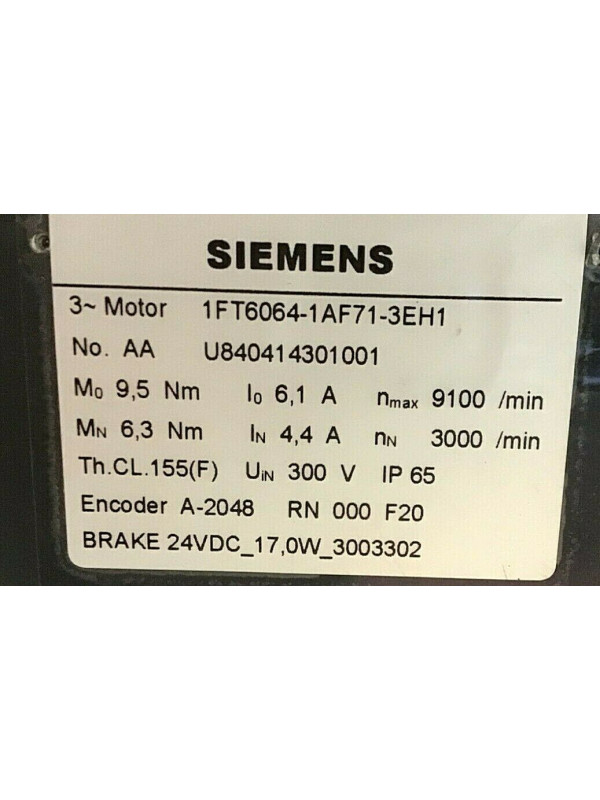 SIEMENS
3~ Motor 1FT6064-1AF71-3EH1
No. AA U840414301001
M₀ 9,5 Nm I₀ 6,1 A nmax 9100 /min
MN 6,3 Nm IN 4,4 A nN 3000 /min
Th.CL.155(F) UIN 300 V IP 65
Encoder A-2048 RN 000 F20
BRAKE 24VDC_17,0W_3003302